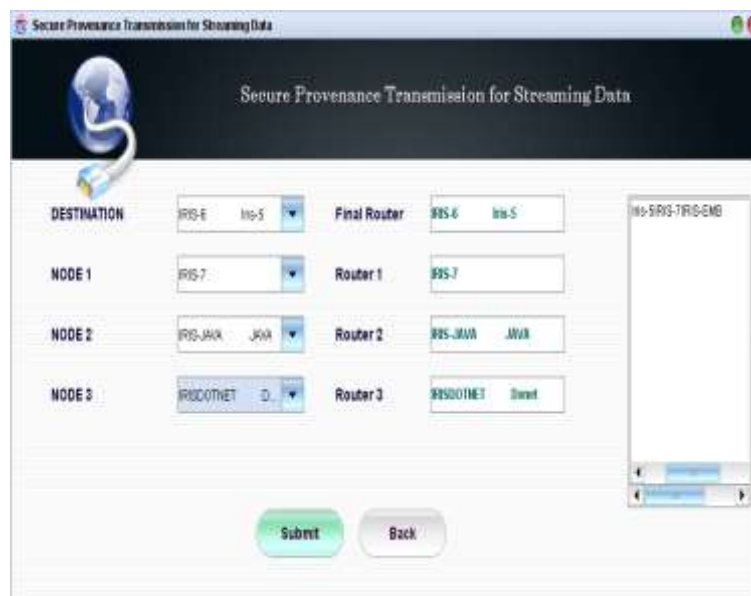 Secure Provenance Transmission for Streaming Data
Secure Provenance Transmission for Streaming Data
DESTINATION IRIS-6 Iris-5 Final Router IRIS-6 Iris-5
Iris-5IRIS-7IRIS-EMB
NODE 1 IRIS-7 Router 1 IRIS-7
NODE 2 IRIS-JAVA JAVA Router 2 IRIS-JAVA JAVA
NODE 3 IRISDOTNET D... Router 3 IRISDOTNET
Submit Back